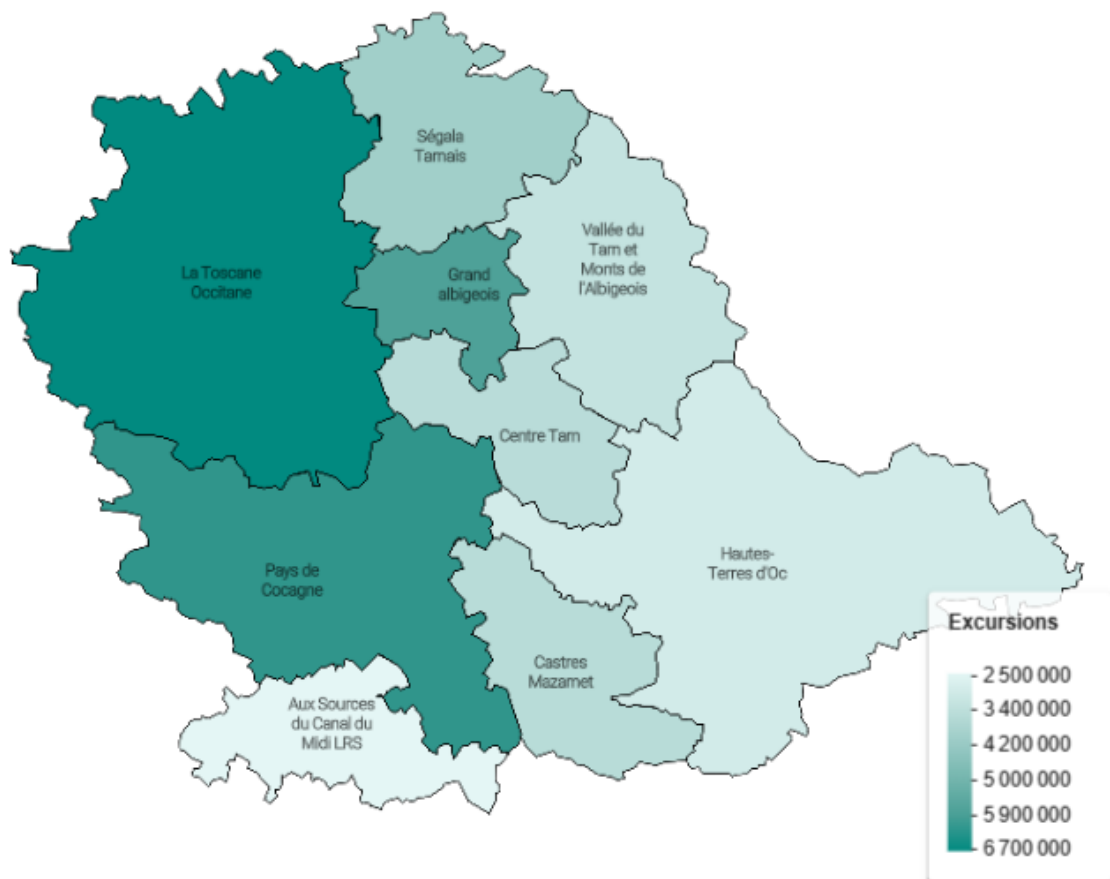 Ségala
Tarnais
Vallée du
Tarn et
Monts de
l'Albigeois
La Toscane
Occitane
Grand
albigeois
Centre Tarn
Hautes-
Terres d'Oc
Pays de
Cocagne
Castres
Mazamet
Aux Sources
du Canal du
Midi LRS
Excursions
2 500 000
3 400 000
4 200 000
5 000 000
5 900 000
6 700 000